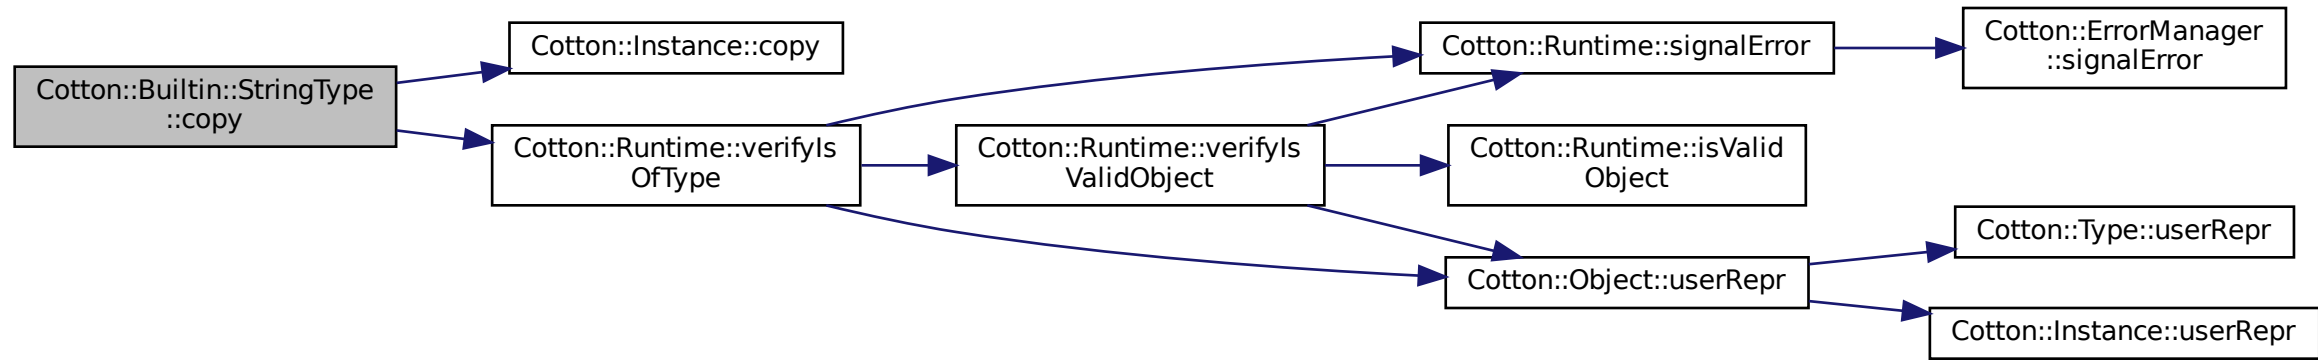 Cotton::Builtin::StringType
::copy
Cotton::Instance::copy
Cotton::Runtime::verifyIs
OfType
Cotton::Runtime::verifyIs
ValidObject
Cotton::Runtime::signalError
Cotton::ErrorManager
::signalError
Cotton::Runtime::isValid
Object
Cotton::Object::userRepr
Cotton::Type::userRepr
Cotton::Instance::userRepr